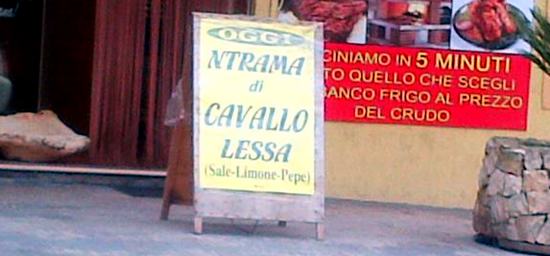 OGGI
NTRAMA
di
CAVALLO
LESSA
(Sale-Limone-Pepe)
CINIAMO IN 5 MINUTI
TO QUELLO CHE SCEGLI
BANCO FRIGO AL PREZZO
DEL CRUDO